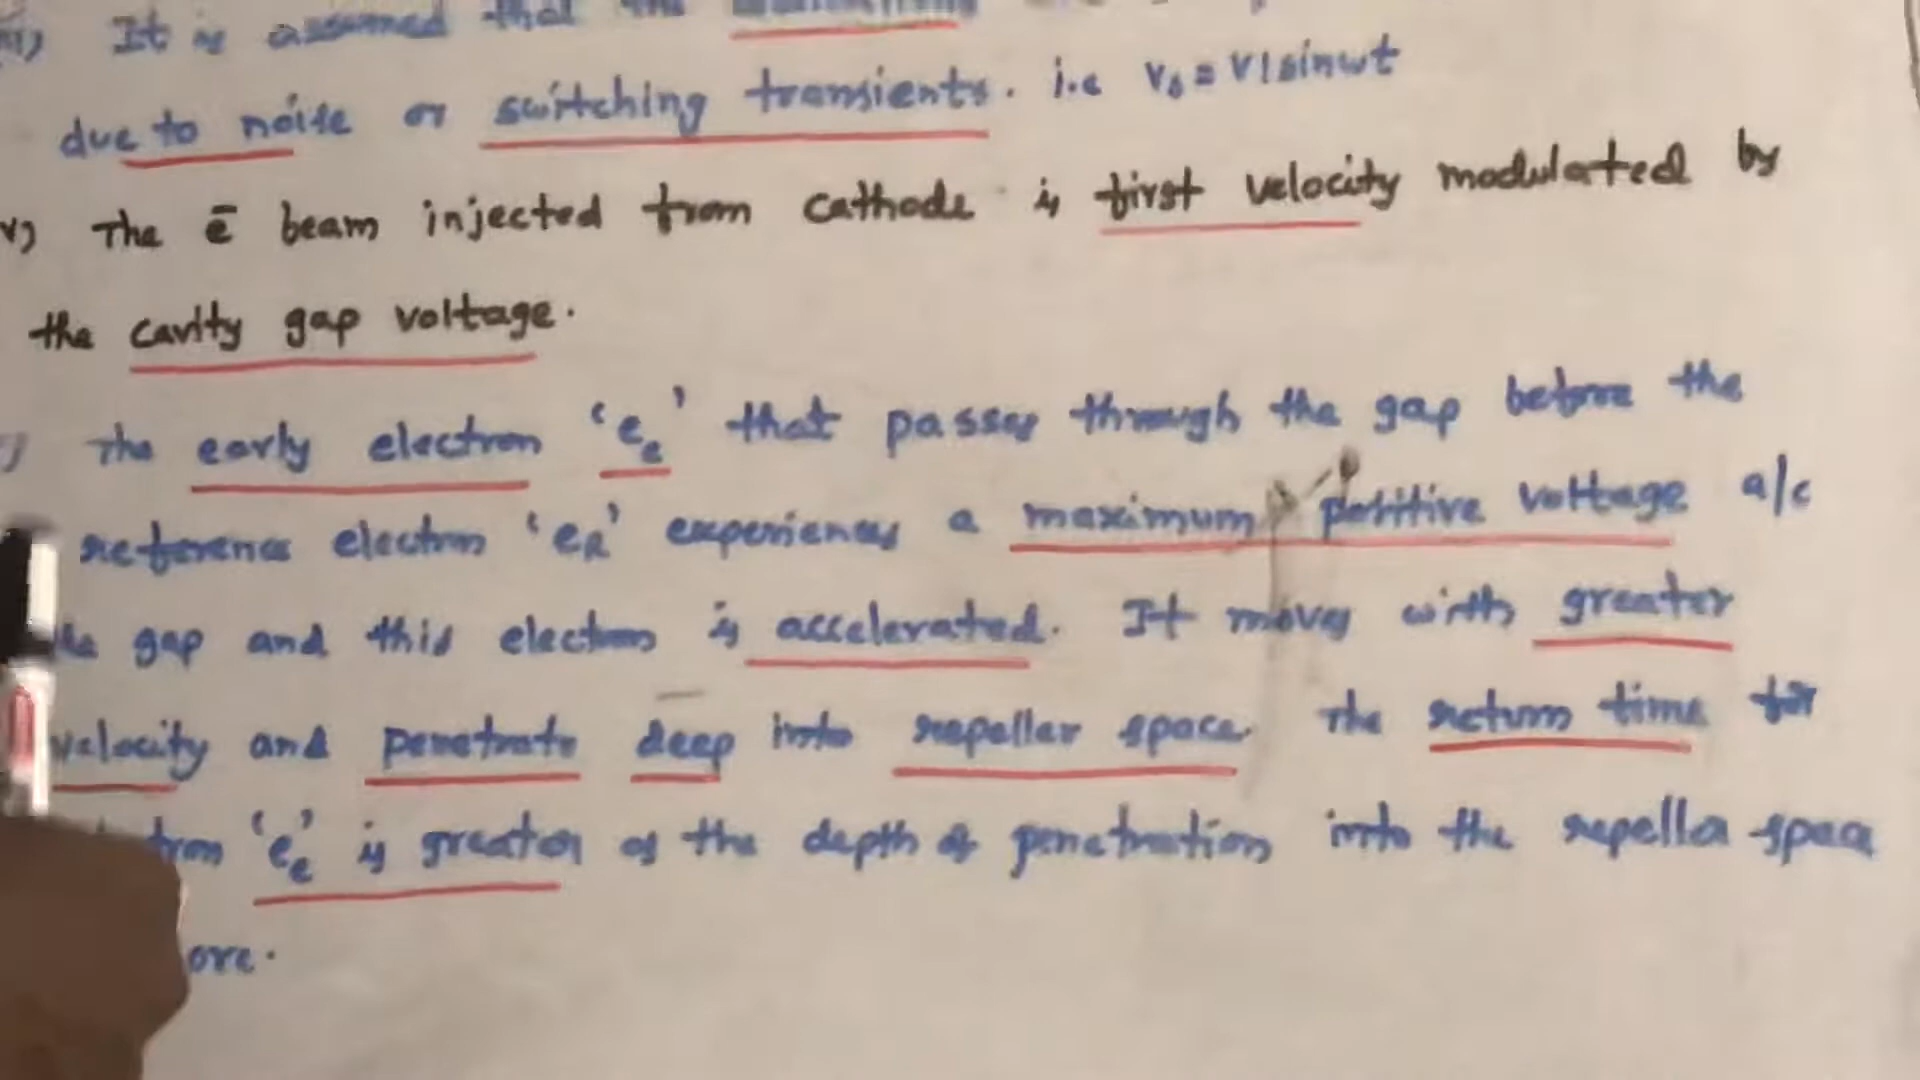 It is assumed that the
due to noise or switching transients. i.e Vs = V1sinwt
v) The ē beam injected from cathode is first velocity modulated by
the cavity gap voltage.
The early electron 'ee' that passes through the gap before the
reference electron 'eR' experiences a maximum positive voltage a/c
the gap and this electron is accelerated. It moves with greater
velocity and penetrate deep into repeller space. The return time for
tron 'ee' is greater as the depth of penetration into the repeller space
ore.